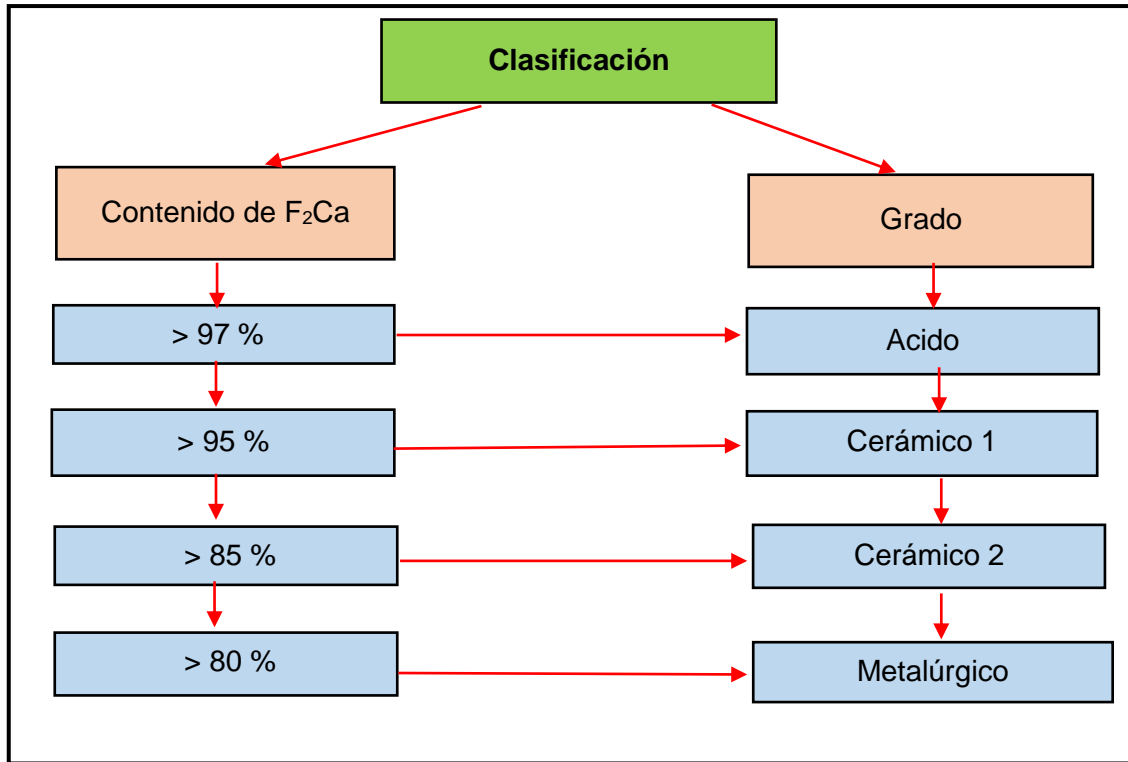 Clasificación
Contenido de F₂Ca
Grado
> 97 %
Acido
> 95 %
Cerámico 1
> 85 %
Cerámico 2
> 80 %
Metalúrgico